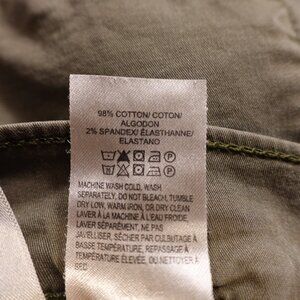 98% COTTON/ COTON/
ALGODON
2% SPANDEX/ ÉLASTHANNE/
ELASTANO
MACHINE WASH COLD, WASH
SEPARATELY, DO NOT BLEACH, TUMBLE
DRY LOW, WARM IRON, OR DRY CLEAN
LAVER À LA MACHINE À L'EAU FROIDE,
LAVER SÉPARÉMENT, NE PAS
JAVELLISER, SÉCHER PAR CULBUTAGE À
BASSE TEMPÉRATURE, REPASSAGE À
TEMPÉRATURE ÉLEVÉE, OU NETTOYER À
SEC